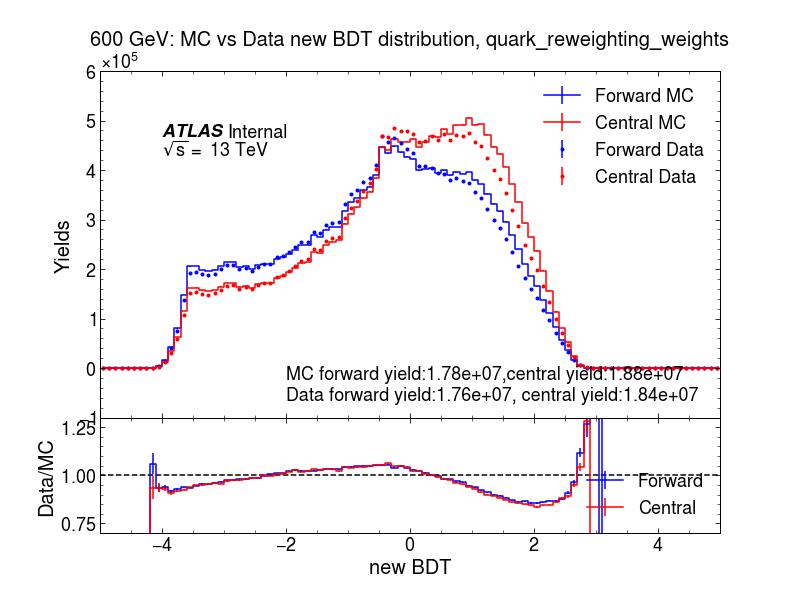 600 GeV: MC vs Data new BDT distribution, quark_reweighting_weights
×10⁵
6
5
4
3
2
1
0
−1
Yields
ATLAS Internal
√s = 13 TeV
Forward MC
Central MC
Forward Data
Central Data
MC forward yield:1.78e+07,central yield:1.88e+07
Data forward yield:1.76e+07, central yield:1.84e+07
1.25
1.00
0.75
Data/MC
Forward
Central
−4 −2 0 2 4
new BDT